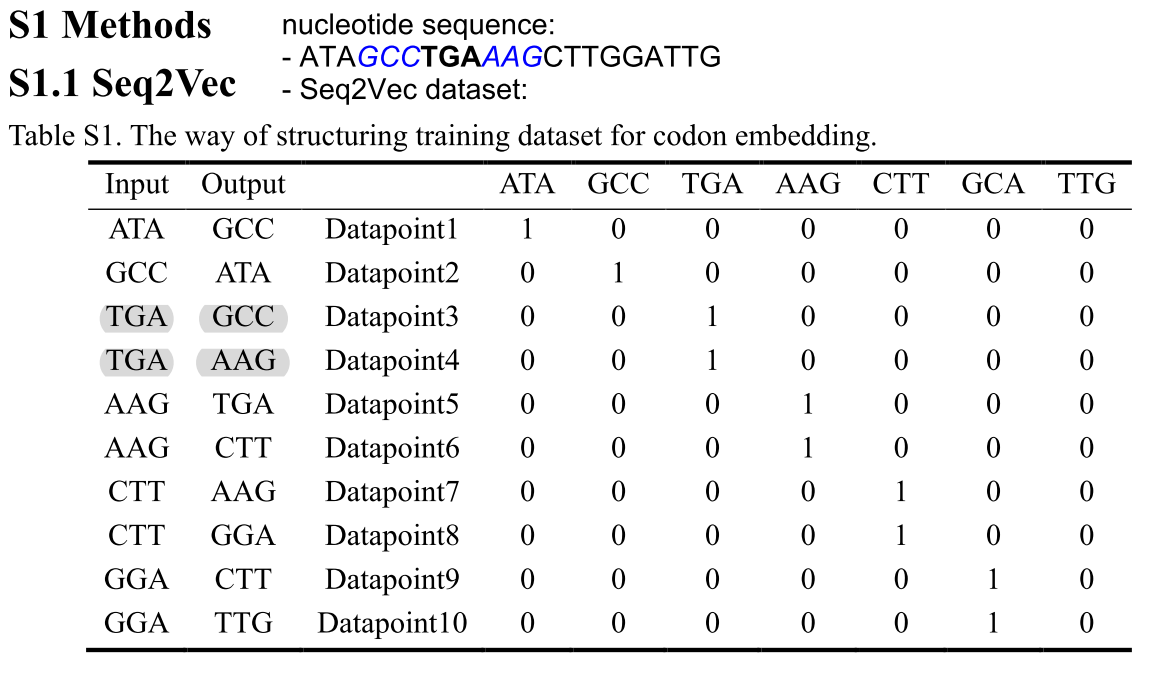 S1 Methods
S1.1 Seq2Vec
nucleotide sequence:
- ATAGCCTGAAAGCTTGGATTG
- Seq2Vec dataset:
Table S1. The way of structuring training dataset for codon embedding.
Input Output ATA GCC TGA AAG CTT GCA TTG
ATA GCC Datapoint1 1 0 0 0 0 0 0
GCC ATA Datapoint2 0 1 0 0 0 0 0
TGA GCC Datapoint3 0 0 1 0 0 0 0
TGA AAG Datapoint4 0 0 1 0 0 0 0
AAG TGA Datapoint5 0 0 0 1 0 0 0
AAG CTT Datapoint6 0 0 0 1 0 0 0
CTT AAG Datapoint7 0 0 0 0 1 0 0
CTT GGA Datapoint8 0 0 0 0 1 0 0
GGA CTT Datapoint9 0 0 0 0 0 1 0
GGA TTG Datapoint10 0 0 0 0 0 1 0